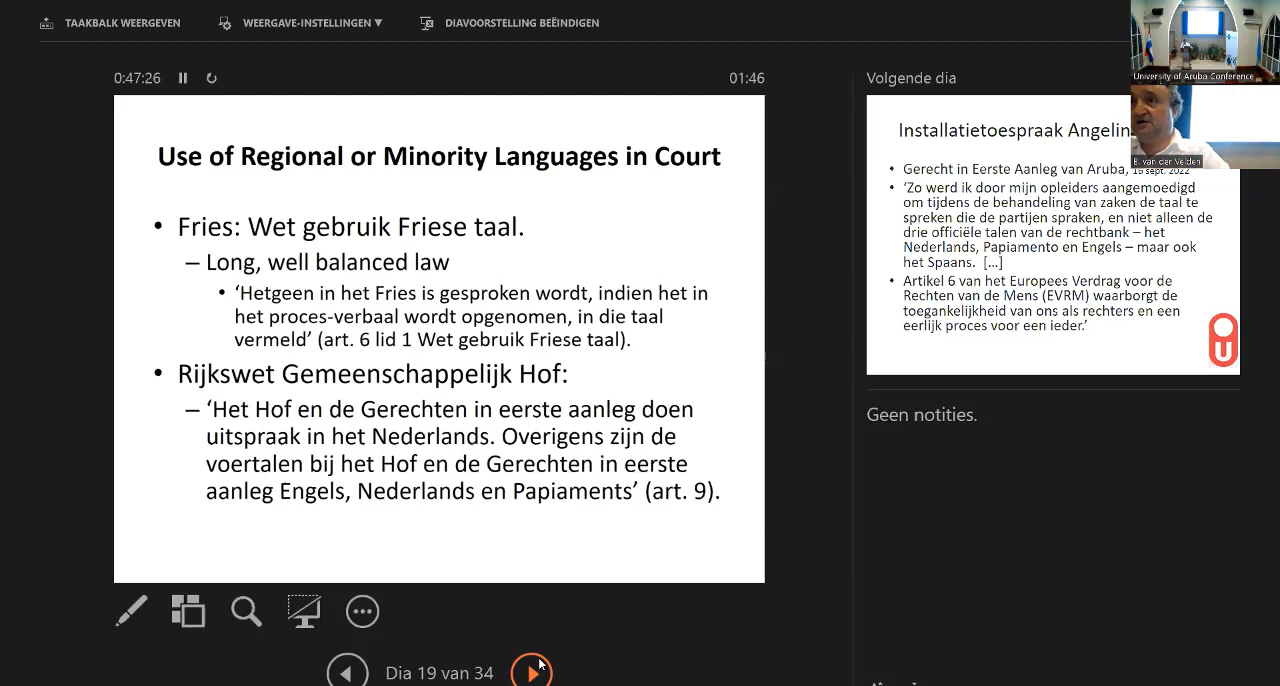 TAAKBALK WEERGEVEN
WEERGAVE-INSTELLINGEN ▼
DIAVOORSTELLING BEËINDIGEN
University of Aruba Conference
B. van der Velden
0:47:26
01:46
Use of Regional or Minority Languages in Court
• Fries: Wet gebruik Friese taal.
– Long, well balanced law
• ‘Hetgeen in het Fries is gesproken wordt, indien het in
het proces-verbaal wordt opgenomen, in die taal
vermeld’ (art. 6 lid 1 Wet gebruik Friese taal).
• Rijkswet Gemeenschappelijk Hof:
– ‘Het Hof en de Gerechten in eerste aanleg doen
uitspraak in het Nederlands. Overigens zijn de
voertalen bij het Hof en de Gerechten in eerste
aanleg Engels, Nederlands en Papiaments’ (art. 9).
Dia 19 van 34
Volgende dia
Installatietoespraak Angelin
• Gerecht in Eerste Aanleg van Aruba, 16 sept. 2022
• ‘Zo werd ik door mijn opleiders aangemoedigd
om tijdens de behandeling van zaken de taal te
spreken die de partijen spraken, en niet alleen de
drie officiële talen van de rechtbank – het
Nederlands, Papiamento en Engels – maar ook
het Spaans. […]
• Artikel 6 van het Europees Verdrag voor de
Rechten van de Mens (EVRM) waarborgt de
toegankelijkheid van ons als rechters en een
eerlijk proces voor een ieder.’
U
Geen notities.